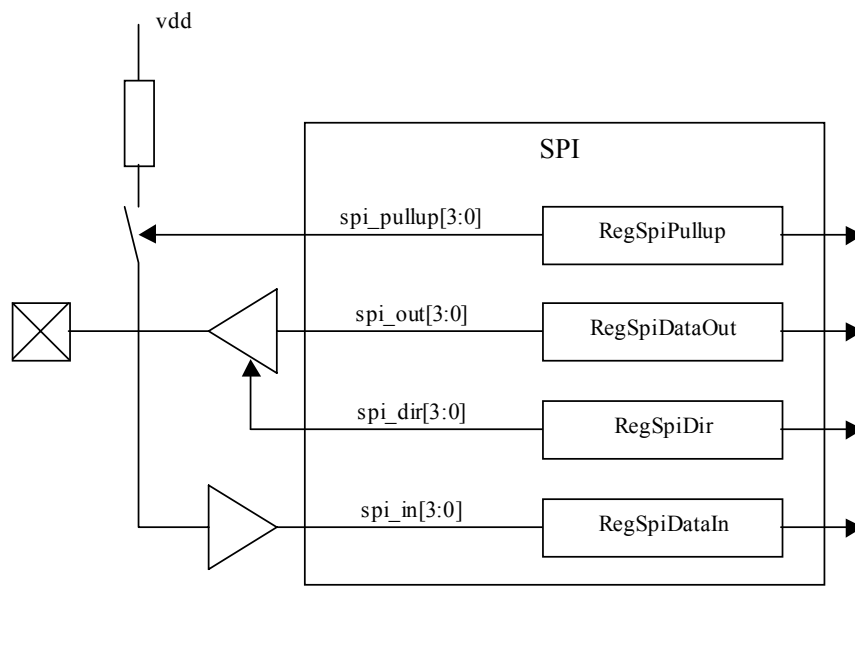 vdd
SPI
spi_pullup[3:0]
RegSpiPullup
spi_out[3:0]
RegSpiDataOut
spi_dir[3:0]
RegSpiDir
spi_in[3:0]
RegSpiDataIn